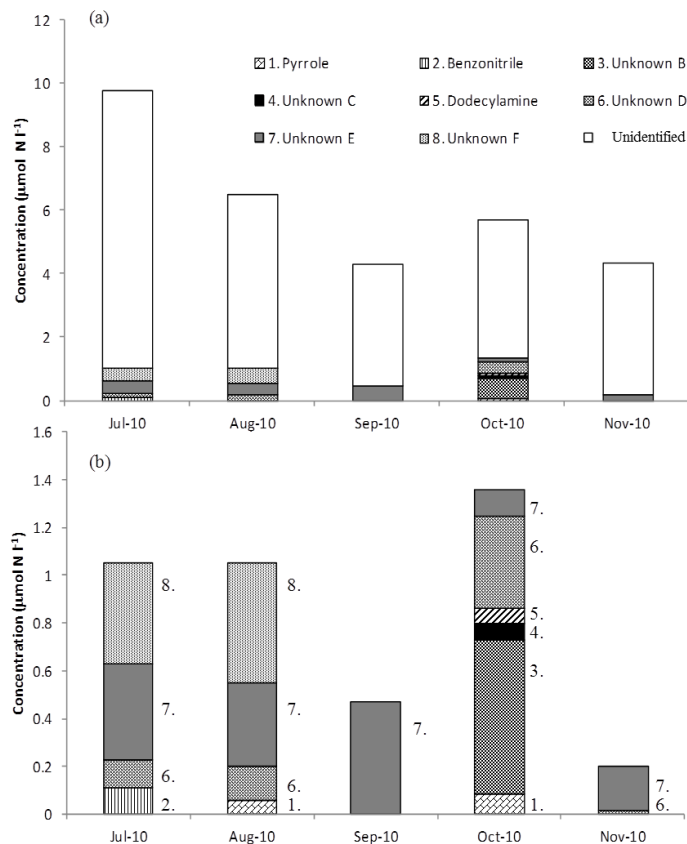 (a)
12
10
8
6
4
2
0
Concentration (µmol N l⁻¹)
1. Pyrrole
2. Benzonitrile
3. Unknown B
4. Unknown C
5. Dodecylamine
6. Unknown D
7. Unknown E
8. Unknown F
Unidentified
Jul-10 Aug-10 Sep-10 Oct-10 Nov-10
(b)
1.6
1.4
1.2
1
0.8
0.6
0.4
0.2
0
Concentration (µmol N l⁻¹)
8.
7.
6.
2.
8.
7.
6.
1.
7.
7.
6.
5.
4.
3.
1.
7.
6.
Jul-10 Aug-10 Sep-10 Oct-10 Nov-10